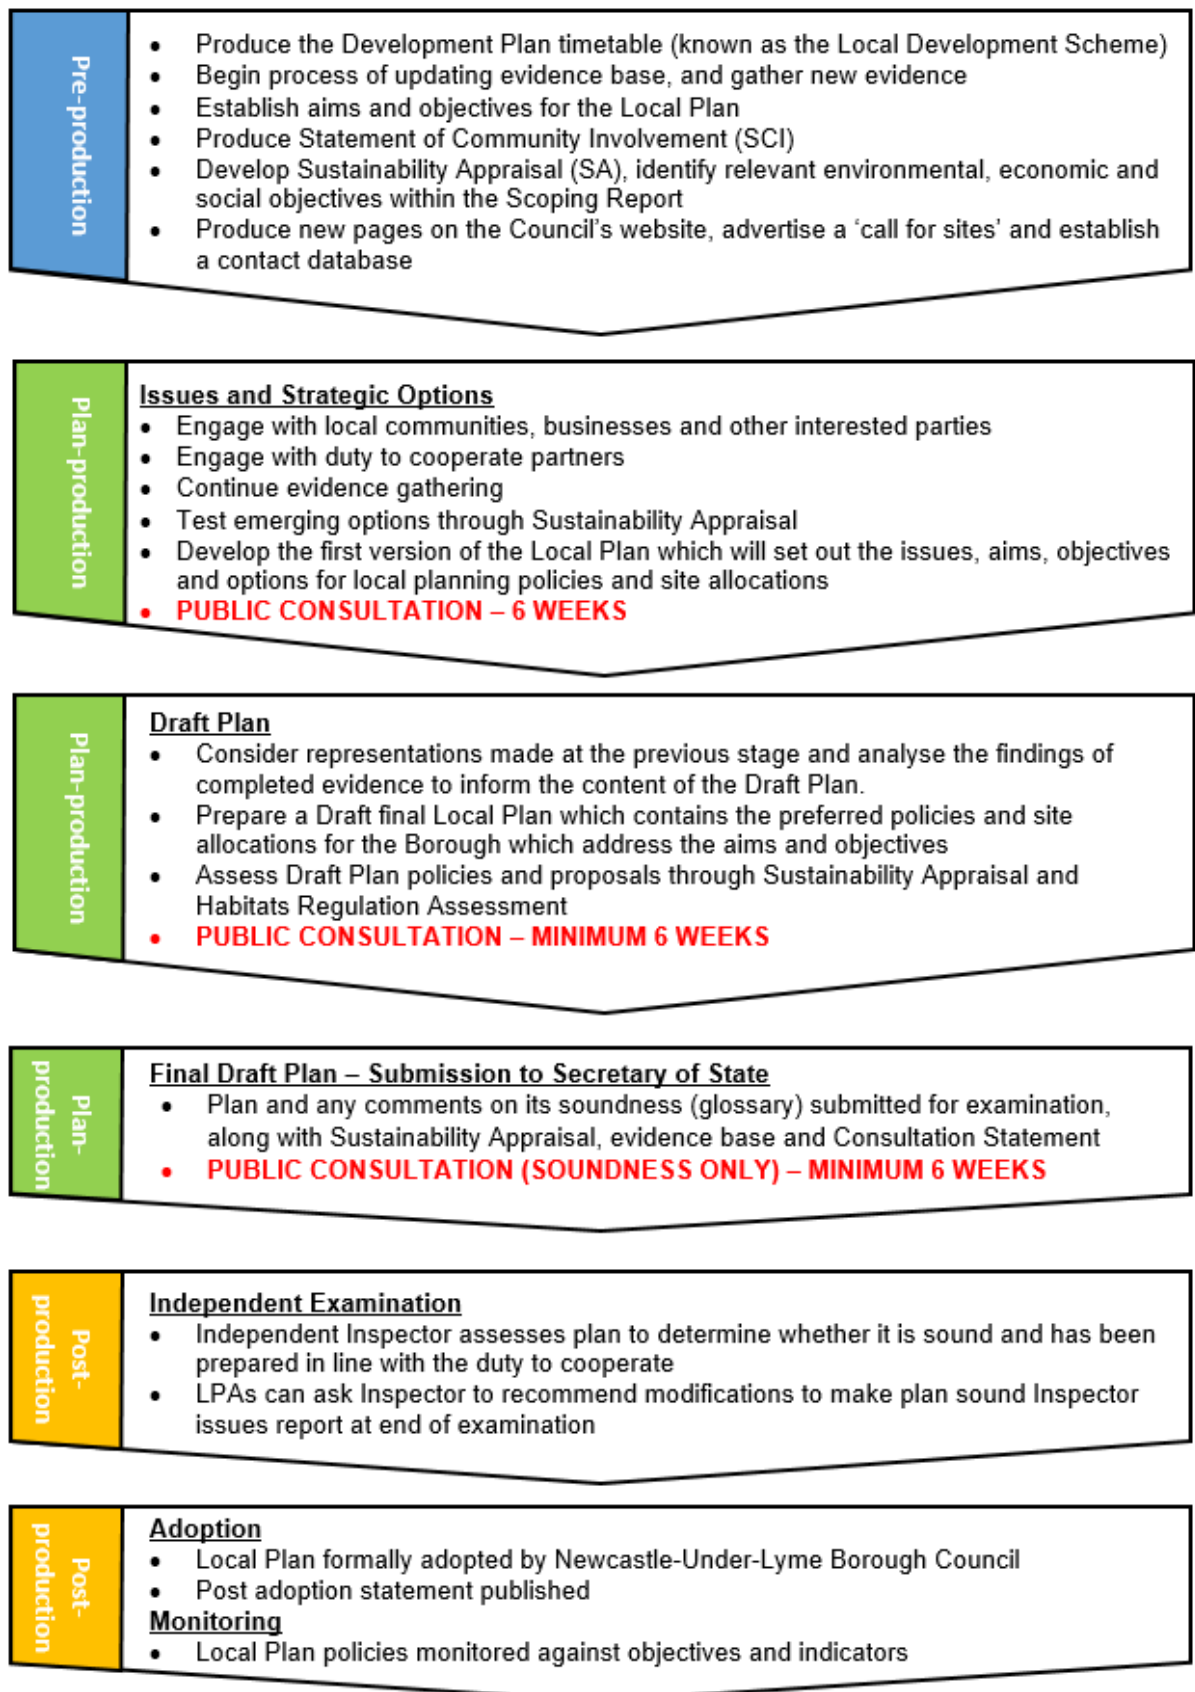 Pre-production
• Produce the Development Plan timetable (known as the Local Development Scheme)
• Begin process of updating evidence base, and gather new evidence
• Establish aims and objectives for the Local Plan
• Produce Statement of Community Involvement (SCI)
• Develop Sustainability Appraisal (SA), identify relevant environmental, economic and
social objectives within the Scoping Report
• Produce new pages on the Council's website, advertise a ‘call for sites’ and establish
a contact database
Plan-production
Issues and Strategic Options
• Engage with local communities, businesses and other interested parties
• Engage with duty to cooperate partners
• Continue evidence gathering
• Test emerging options through Sustainability Appraisal
• Develop the first version of the Local Plan which will set out the issues, aims, objectives
and options for local planning policies and site allocations
• PUBLIC CONSULTATION – 6 WEEKS
Plan-production
Draft Plan
• Consider representations made at the previous stage and analyse the findings of
completed evidence to inform the content of the Draft Plan.
• Prepare a Draft final Local Plan which contains the preferred policies and site
allocations for the Borough which address the aims and objectives
• Assess Draft Plan policies and proposals through Sustainability Appraisal and
Habitats Regulation Assessment
• PUBLIC CONSULTATION – MINIMUM 6 WEEKS
Plan-
production
Final Draft Plan – Submission to Secretary of State
• Plan and any comments on its soundness (glossary) submitted for examination,
along with Sustainability Appraisal, evidence base and Consultation Statement
• PUBLIC CONSULTATION (SOUNDNESS ONLY) – MINIMUM 6 WEEKS
Post-
production
Independent Examination
• Independent Inspector assesses plan to determine whether it is sound and has been
prepared in line with the duty to cooperate
• LPAs can ask Inspector to recommend modifications to make plan sound Inspector
issues report at end of examination
Post-
production
Adoption
• Local Plan formally adopted by Newcastle-Under-Lyme Borough Council
• Post adoption statement published
Monitoring
• Local Plan policies monitored against objectives and indicators